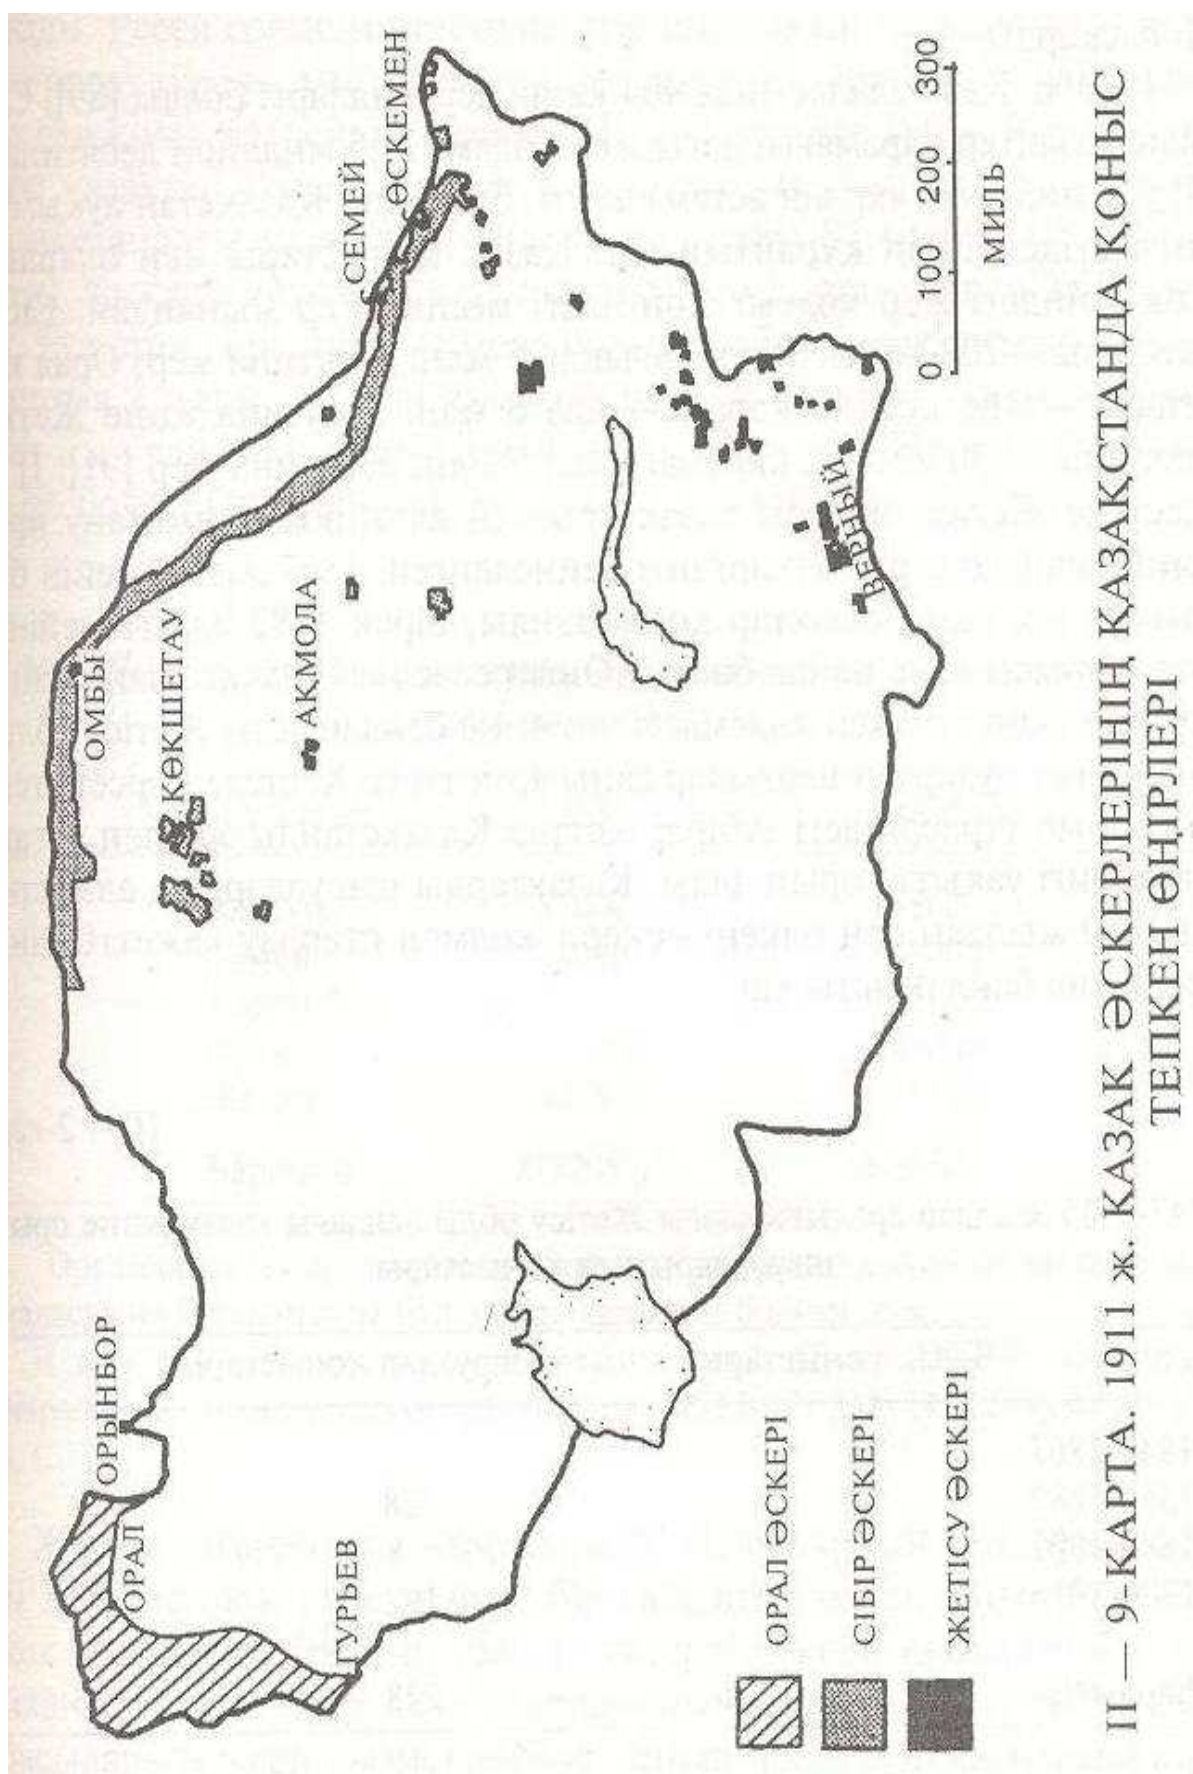 ОРЫНБОР
ОРАЛ
ГУРЬЕВ
ОМБЫ
КӨКШЕТАУ
АҚМОЛА
СЕМЕЙ
ӨСКЕМЕН
ВЕРНЫЙ
ОРАЛ ӘСКЕРІ
СІБІР ӘСКЕРІ
ЖЕТІСУ ӘСКЕРІ
0 100 200 300
МИЛЬ
II — 9-КАРТА. 1911 ж. КАЗАК ӘСКЕРЛЕРІНІҢ ҚАЗАҚСТАНДА ҚОНЫС
ТЕПКЕН ӨҢІРЛЕРІ